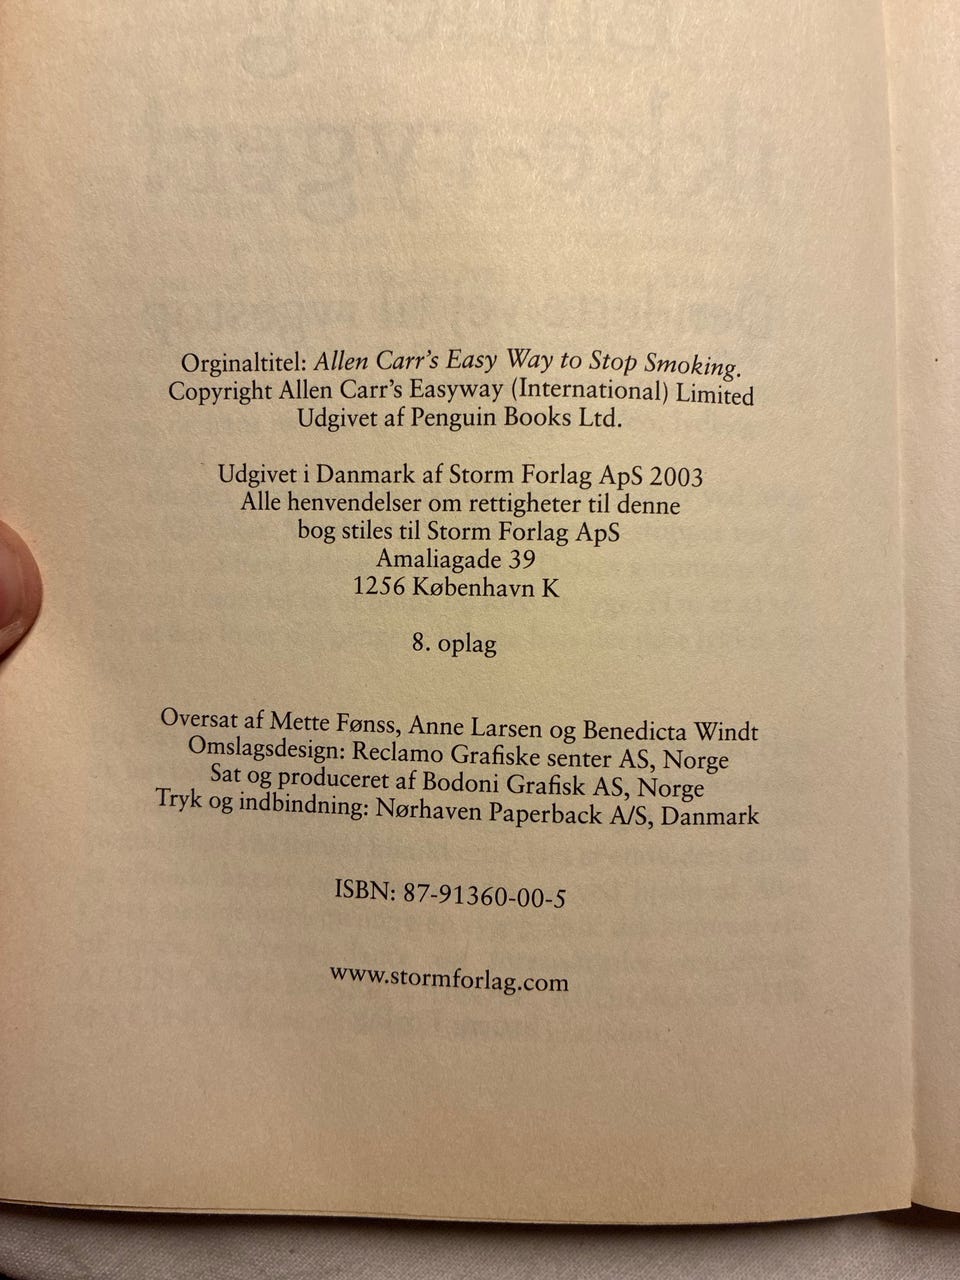 Orginaltitel: Allen Carr's Easy Way to Stop Smoking.
Copyright Allen Carr's Easyway (International) Limited
Udgivet af Penguin Books Ltd.
Udgivet i Danmark af Storm Forlag ApS 2003
Alle henvendelser om rettigheter til denne
bog stiles til Storm Forlag ApS
Amaliagade 39
1256 København K
8. oplag
Oversat af Mette Fønss, Anne Larsen og Benedicta Windt
Omslagsdesign: Reclamo Grafiske senter AS, Norge
Sat og produceret af Bodoni Grafisk AS, Norge
Tryk og indbindning: Nørhaven Paperback A/S, Danmark
ISBN: 87-91360-00-5
www.stormforlag.com